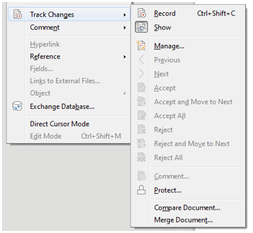 Track Changes
Comment
Hyperlink
Reference
Fields...
Links to External Files...
Object
Exchange Database...
Direct Cursor Mode
Edit Mode Ctrl+Shift+M
Record Ctrl+Shift+C
Show
Manage...
Previous
Next
Accept
Accept and Move to Next
Accept All
Reject
Reject and Move to Next
Reject All
Comment...
Protect...
Compare Document...
Merge Document...